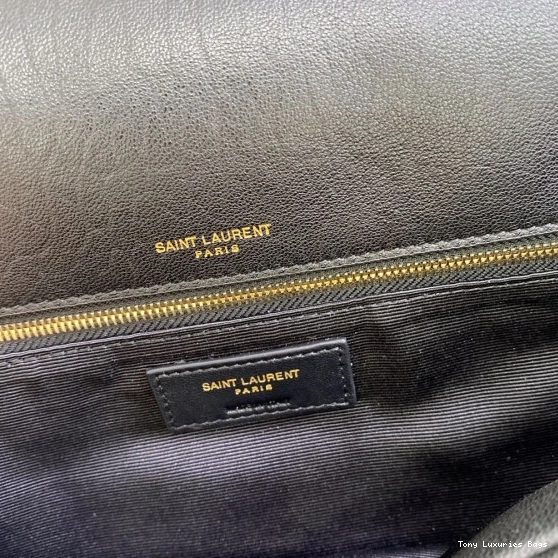 SAINT LAURENT
PARIS
SAINT LAURENT
PARIS
Tony Luxuries Bags